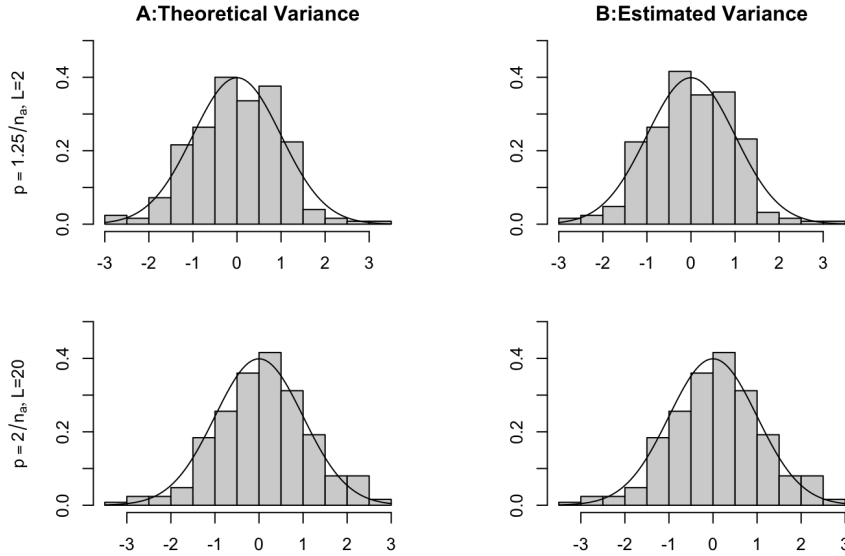 A:Theoretical Variance
B:Estimated Variance
p = 1.25/nₐ, L=2
0.0 0.2 0.4
-3 -2 -1 0 1 2 3
0.0 0.2 0.4
-3 -2 -1 0 1 2 3
p = 2/nₐ, L=20
0.0 0.2 0.4
-3 -2 -1 0 1 2 3
0.0 0.2 0.4
-3 -2 -1 0 1 2 3